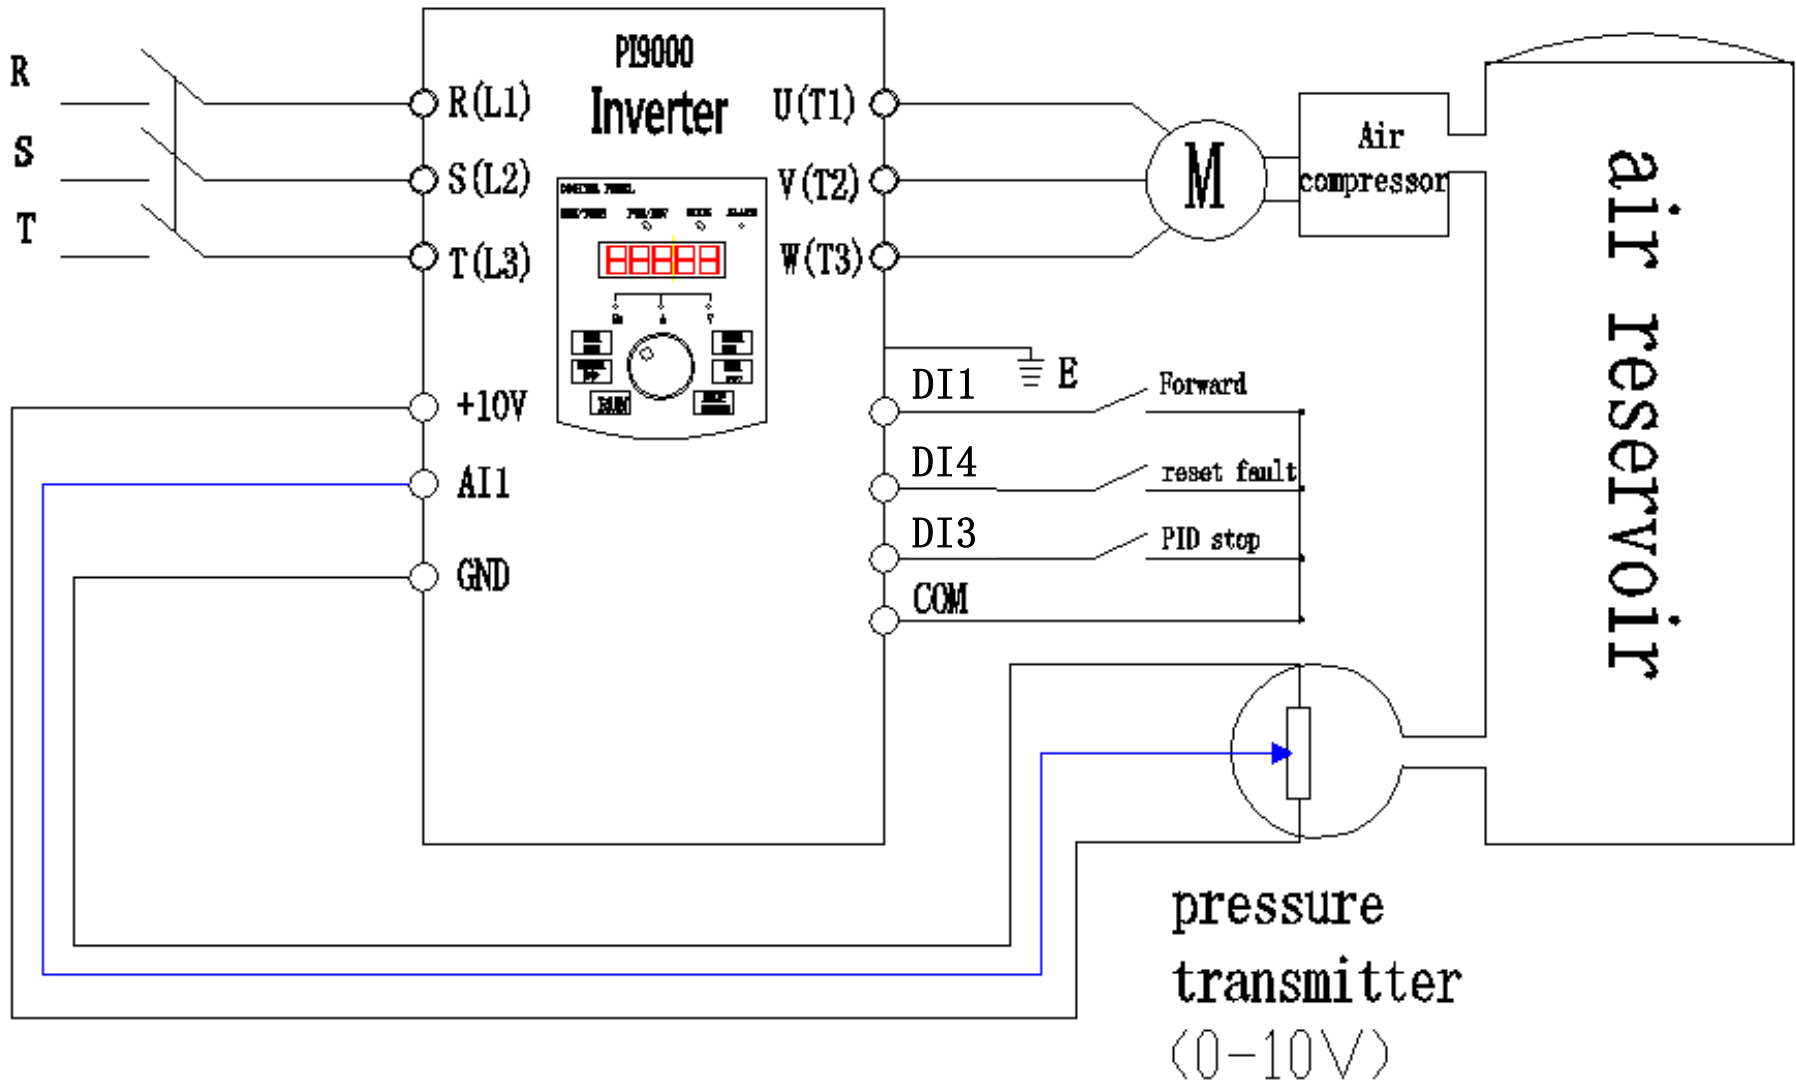 PI9000
Inverter
R
S
T
R(L1)
S(L2)
T(L3)
U(T1)
V(T2)
W(T3)
M
Air
compressor
air reservoir
E
+10V
AI1
GND
DI1
Forward
DI4
reset fault
DI3
PID stop
COM
pressure
transmitter
(0-10V)